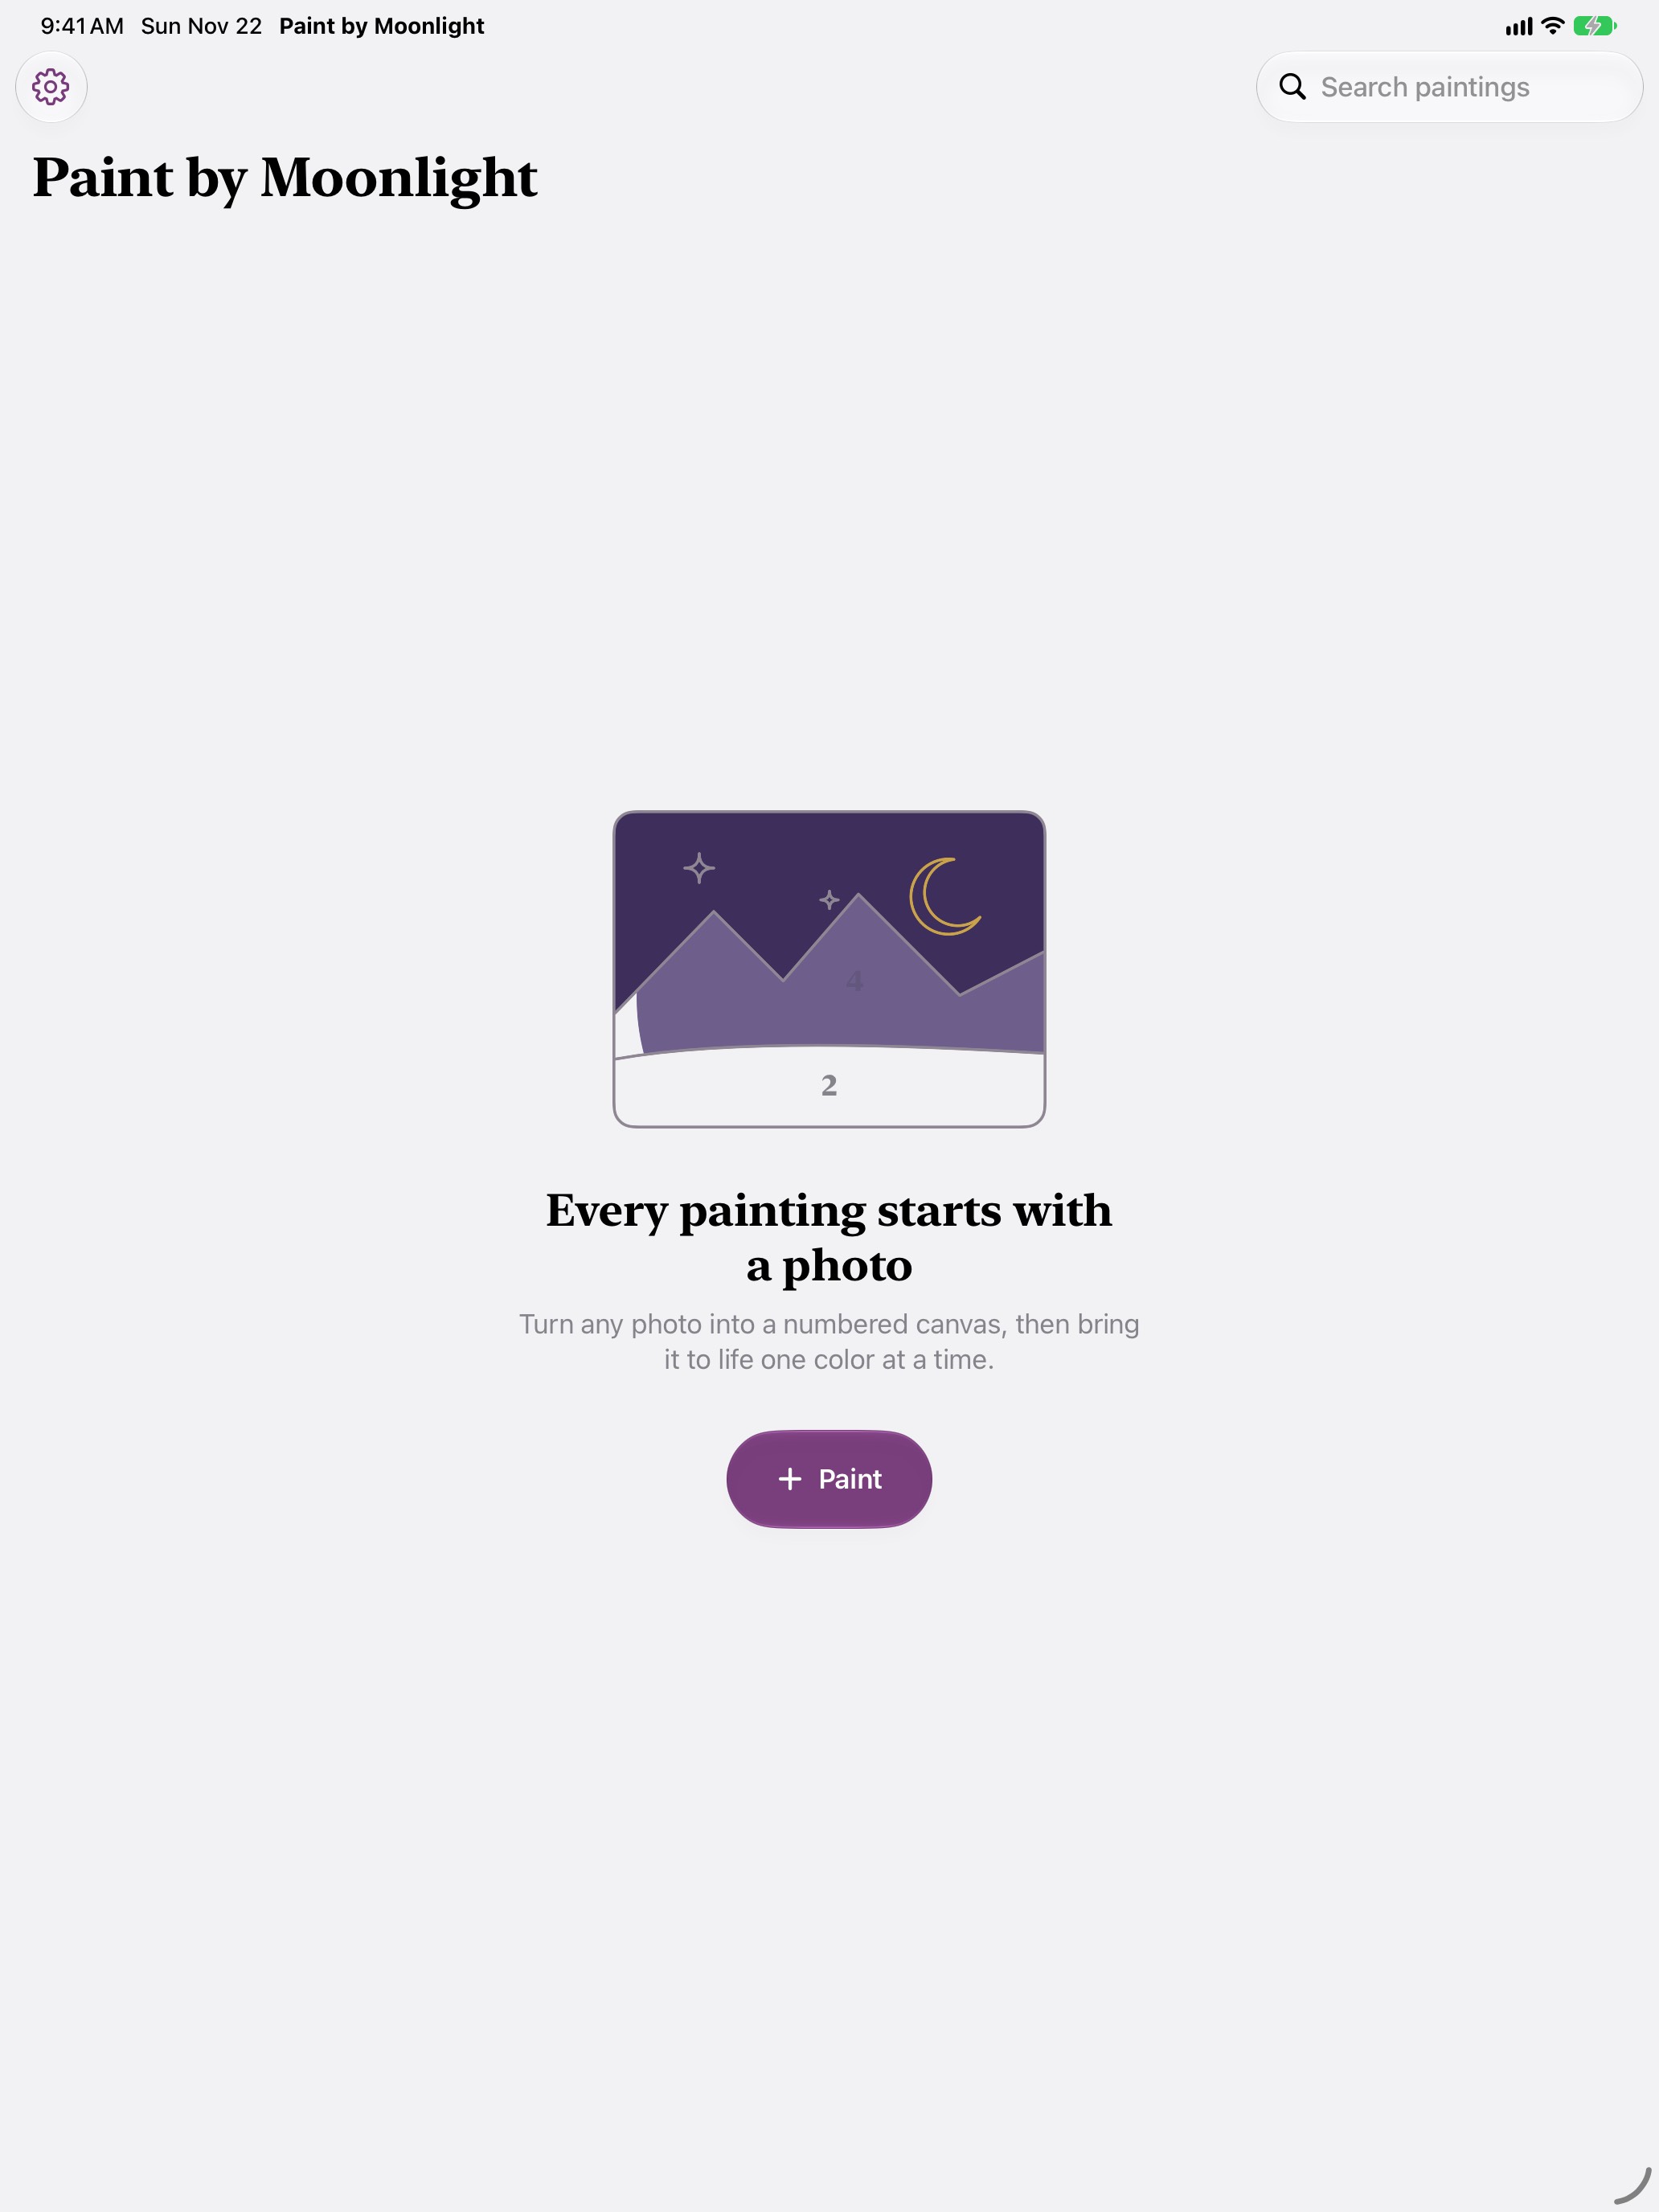 9:41 AM Sun Nov 22 Paint by Moonlight
Search paintings
Paint by Moonlight
4
2
Every painting starts with
a photo
Turn any photo into a numbered canvas, then bring
it to life one color at a time.
+ Paint